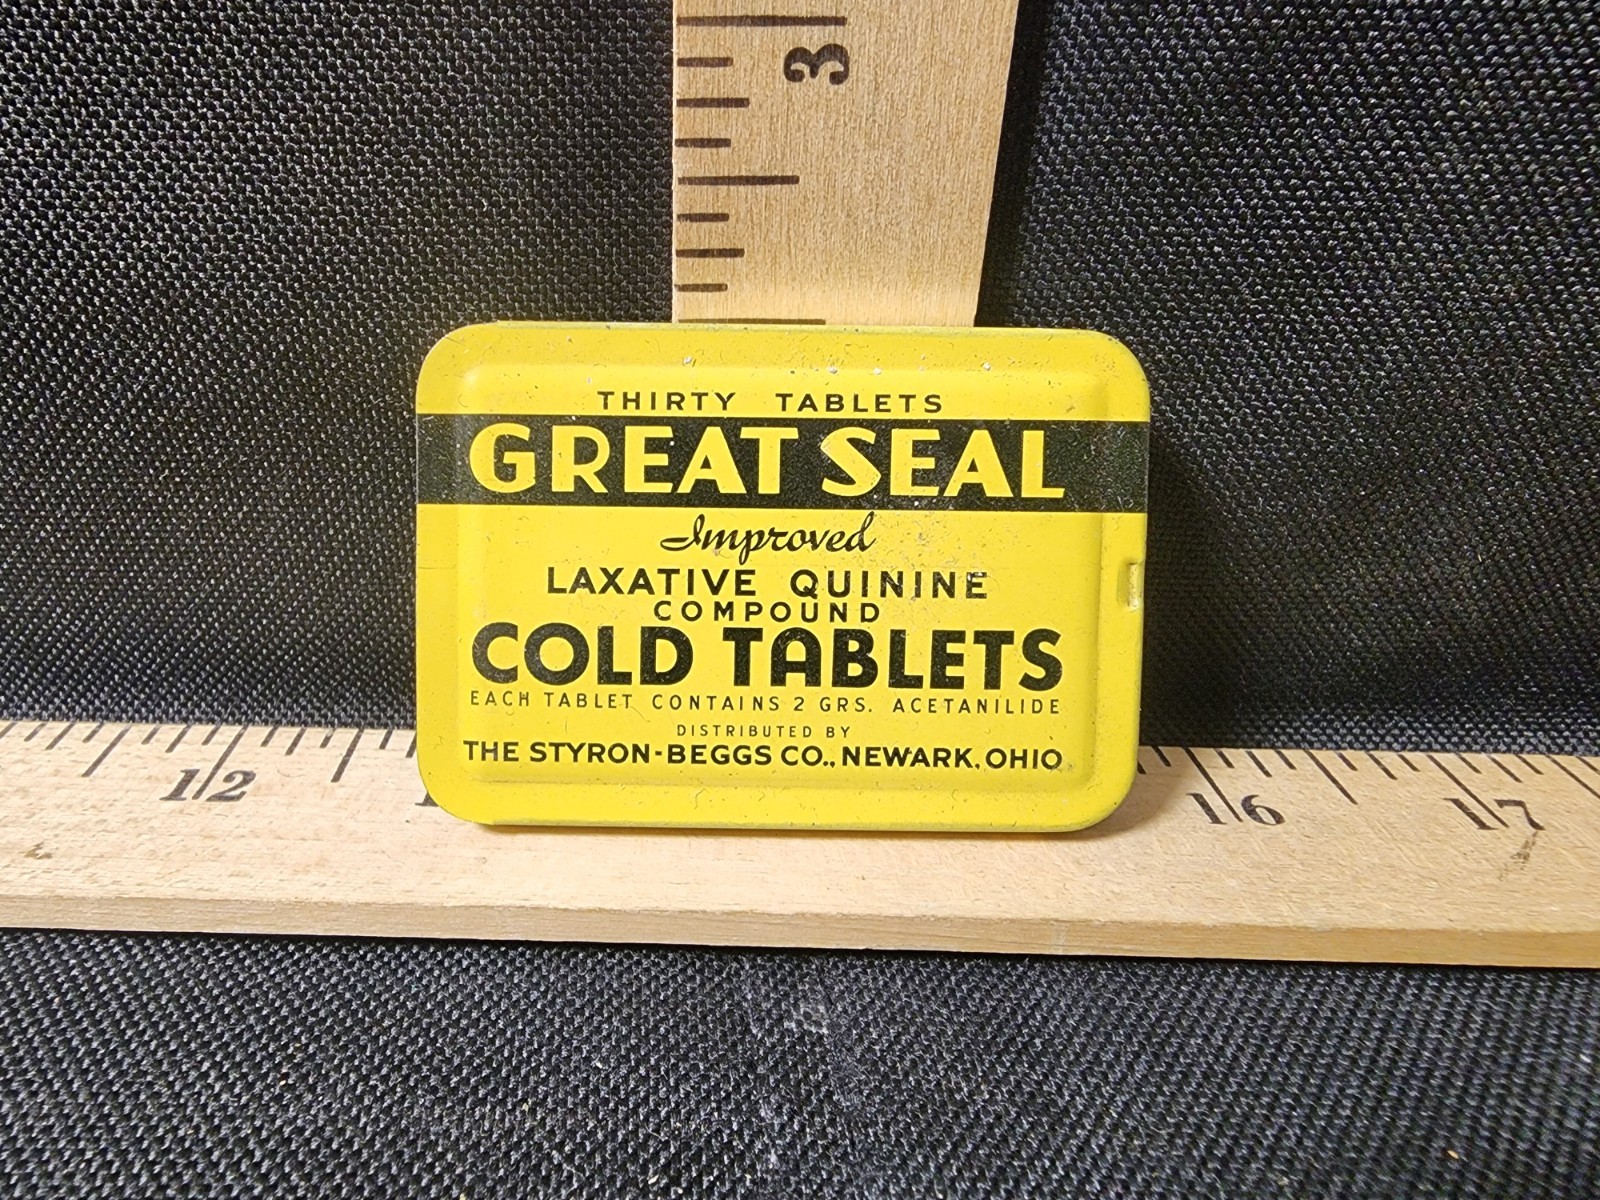 3
THIRTY TABLETS
GREAT SEAL
Improved
LAXATIVE QUININE
COMPOUND
COLD TABLETS
EACH TABLET CONTAINS 2 GRS. ACETANILIDE
DISTRIBUTED BY
THE STYRON-BEGGS CO., NEWARK, OHIO
12 16 17